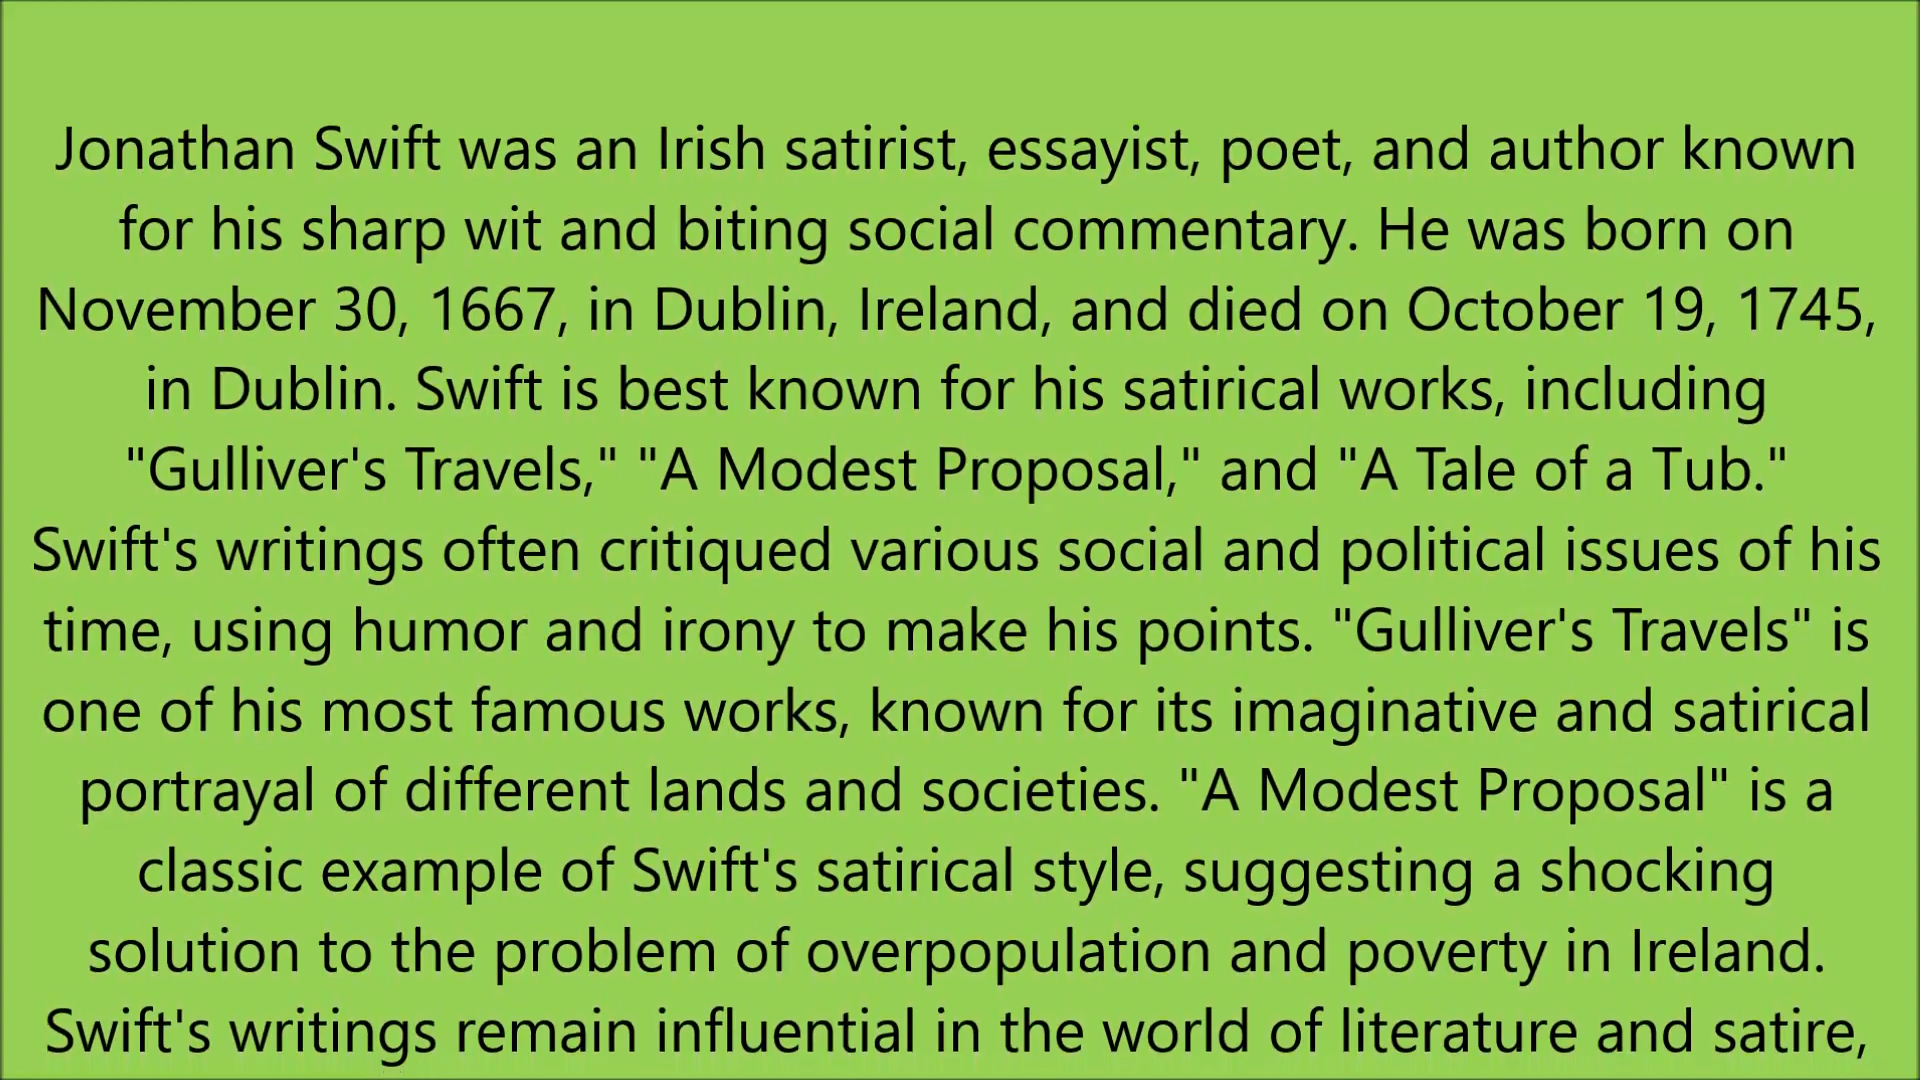 Jonathan Swift was an Irish satirist, essayist, poet, and author known
for his sharp wit and biting social commentary. He was born on
November 30, 1667, in Dublin, Ireland, and died on October 19, 1745,
in Dublin. Swift is best known for his satirical works, including
"Gulliver's Travels," "A Modest Proposal," and "A Tale of a Tub."
Swift's writings often critiqued various social and political issues of his
time, using humor and irony to make his points. "Gulliver's Travels" is
one of his most famous works, known for its imaginative and satirical
portrayal of different lands and societies. "A Modest Proposal" is a
classic example of Swift's satirical style, suggesting a shocking
solution to the problem of overpopulation and poverty in Ireland.
Swift's writings remain influential in the world of literature and satire,